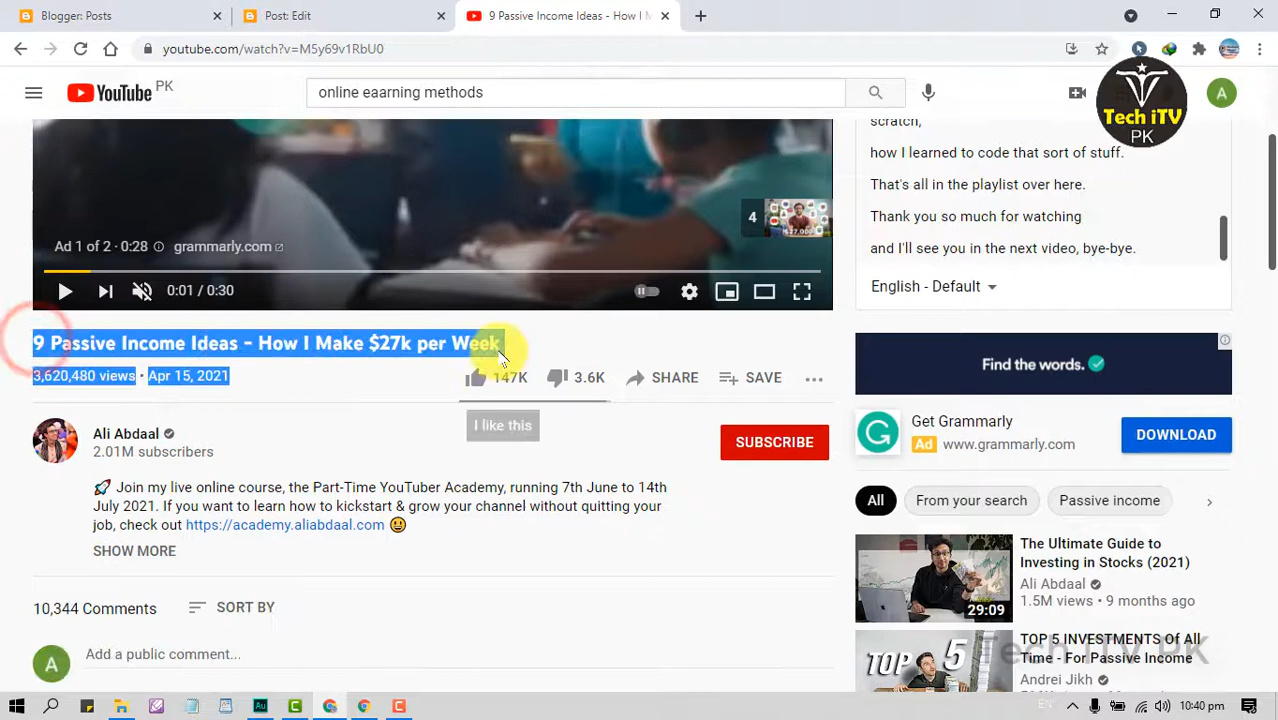 Blogger: Posts
Post: Edit
9 Passive Income Ideas - How I M
youtube.com/watch?v=M5y69v1RbU0
YouTube PK
online eaarning methods
A
Tech iTV
PK
scratch,
how I learned to code that sort of stuff.
That's all in the playlist over here.
Thank you so much for watching
and I'll see you in the next video, bye-bye.
English - Default
4
Ad 1 of 2 · 0:28 grammarly.com
0:01 / 0:30
9 Passive Income Ideas - How I Make $27k per Week
3,620,480 views • Apr 15, 2021
147K 3.6K SHARE SAVE
I like this
Ali Abdaal
2.01M subscribers
SUBSCRIBE
🚀 Join my live online course, the Part-Time YouTuber Academy, running 7th June to 14th
July 2021. If you want to learn how to kickstart & grow your channel without quitting your
job, check out https://academy.aliabdaal.com 😃
SHOW MORE
10,344 Comments SORT BY
A
Add a public comment...
Find the words.
Get Grammarly
Ad www.grammarly.com
DOWNLOAD
All From your search Passive income
The Ultimate Guide to
Investing in Stocks (2021)
Ali Abdaal
1.5M views • 9 months ago
29:09
TOP 5 INVESTMENTS Of All
Time - For Passive Income
Andrei Jikh
TOP 5
Tech iTV PK
Au
EN
10:40 pm